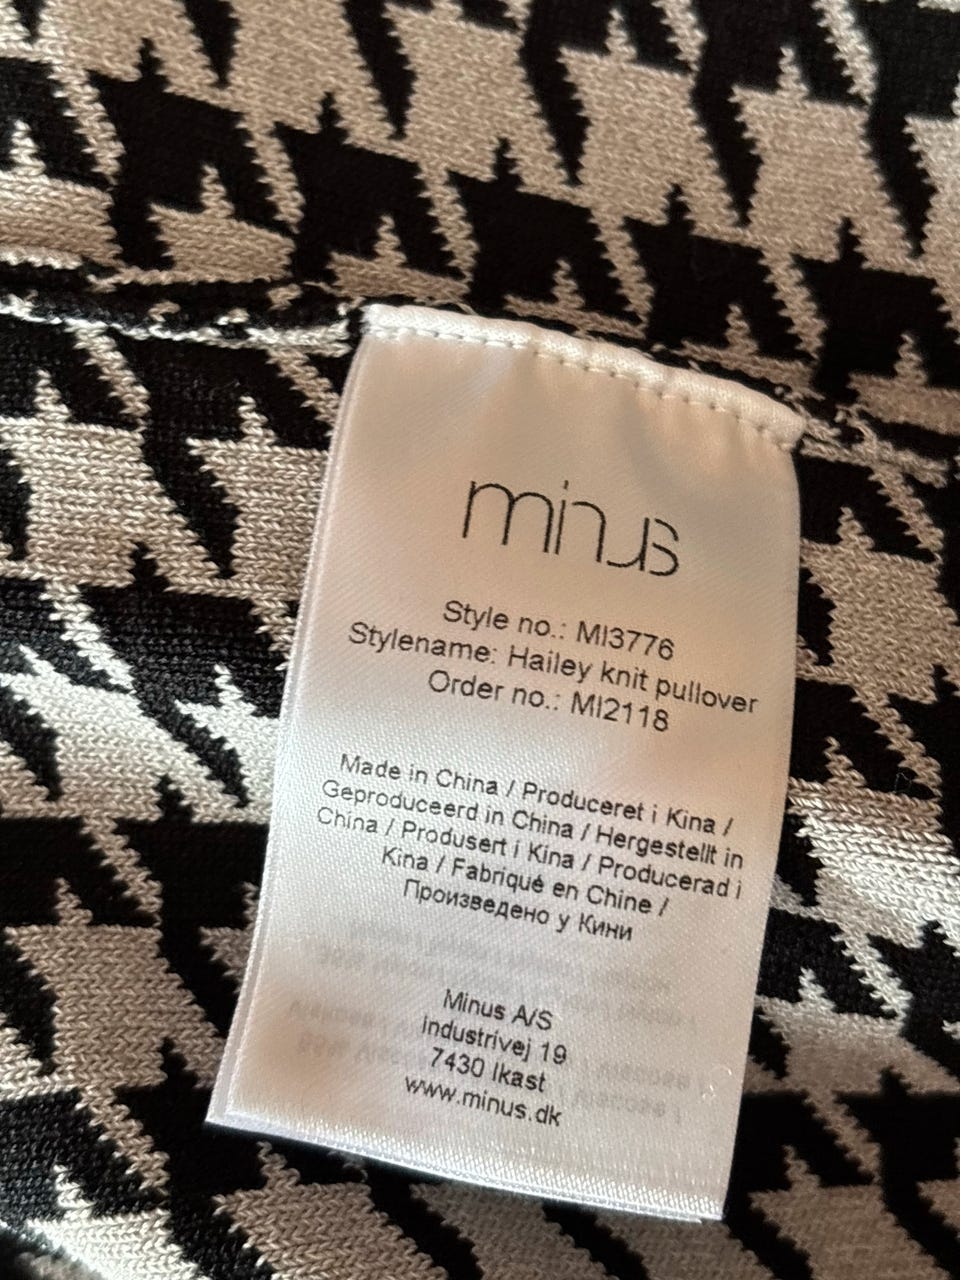 minus
Style no.: MI3776
Stylename: Hailey knit pullover
Order no.: MI2118
Made in China / Produceret i Kina /
Geproduceerd in China / Hergestellt in
China / Produsert i Kina / Producerad i
Kina / Fabriqué en Chine /
Произведено у Кини
Minus A/S
Industrivej 19
7430 Ikast
www.minus.dk